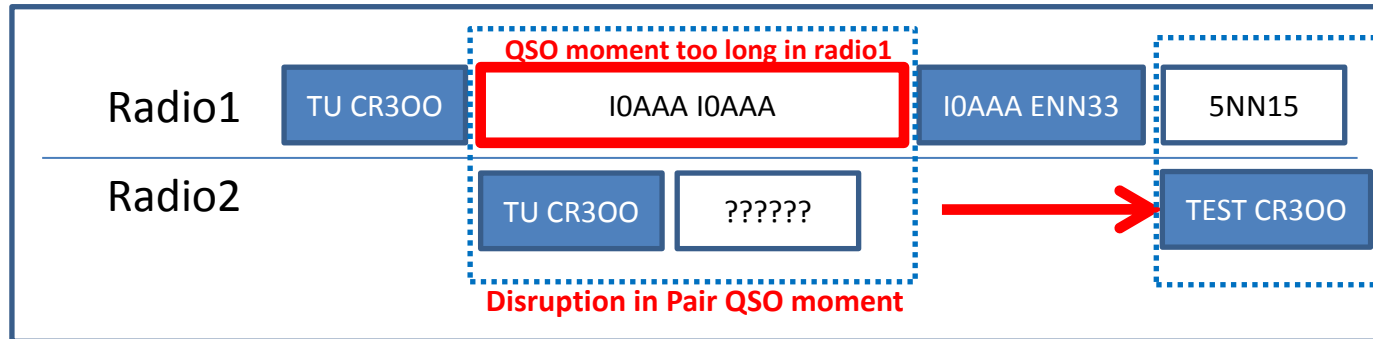 QSO moment too long in radio1
Radio1
TU CR3OO
I0AAA I0AAA
I0AAA ENN33
5NN15
Radio2
TU CR3OO
??????
TEST CR3OO
Disruption in Pair QSO moment